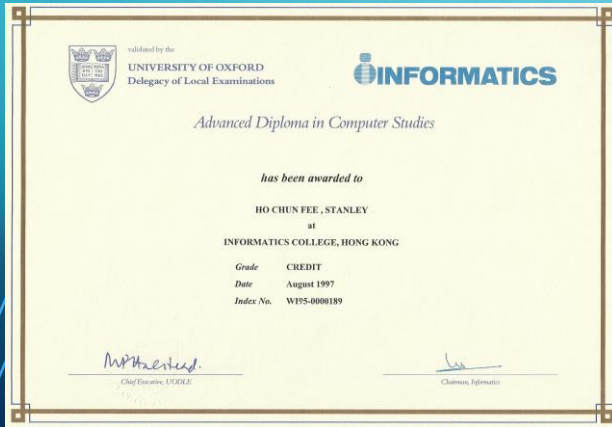 validated by the
UNIVERSITY OF OXFORD
Delegacy of Local Examinations
INFORMATICS
Advanced Diploma in Computer Studies
has been awarded to
HO CHUN FEE , STANLEY
at
INFORMATICS COLLEGE, HONG KONG
Grade CREDIT
Date August 1997
Index No. WI95-0000189
Chief Executive, UODLE
Chairman, Informatics